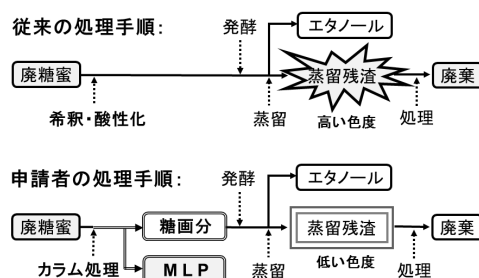 従来の処理手順:
発酵
エタノール
廃糖蜜
蒸留残渣
廃棄
希釈・酸性化
蒸留
高い色度
処理
申請者の処理手順:
発酵
エタノール
廃糖蜜
糖画分
蒸留残渣
廃棄
カラム処理
MLP
蒸留
低い色度
処理